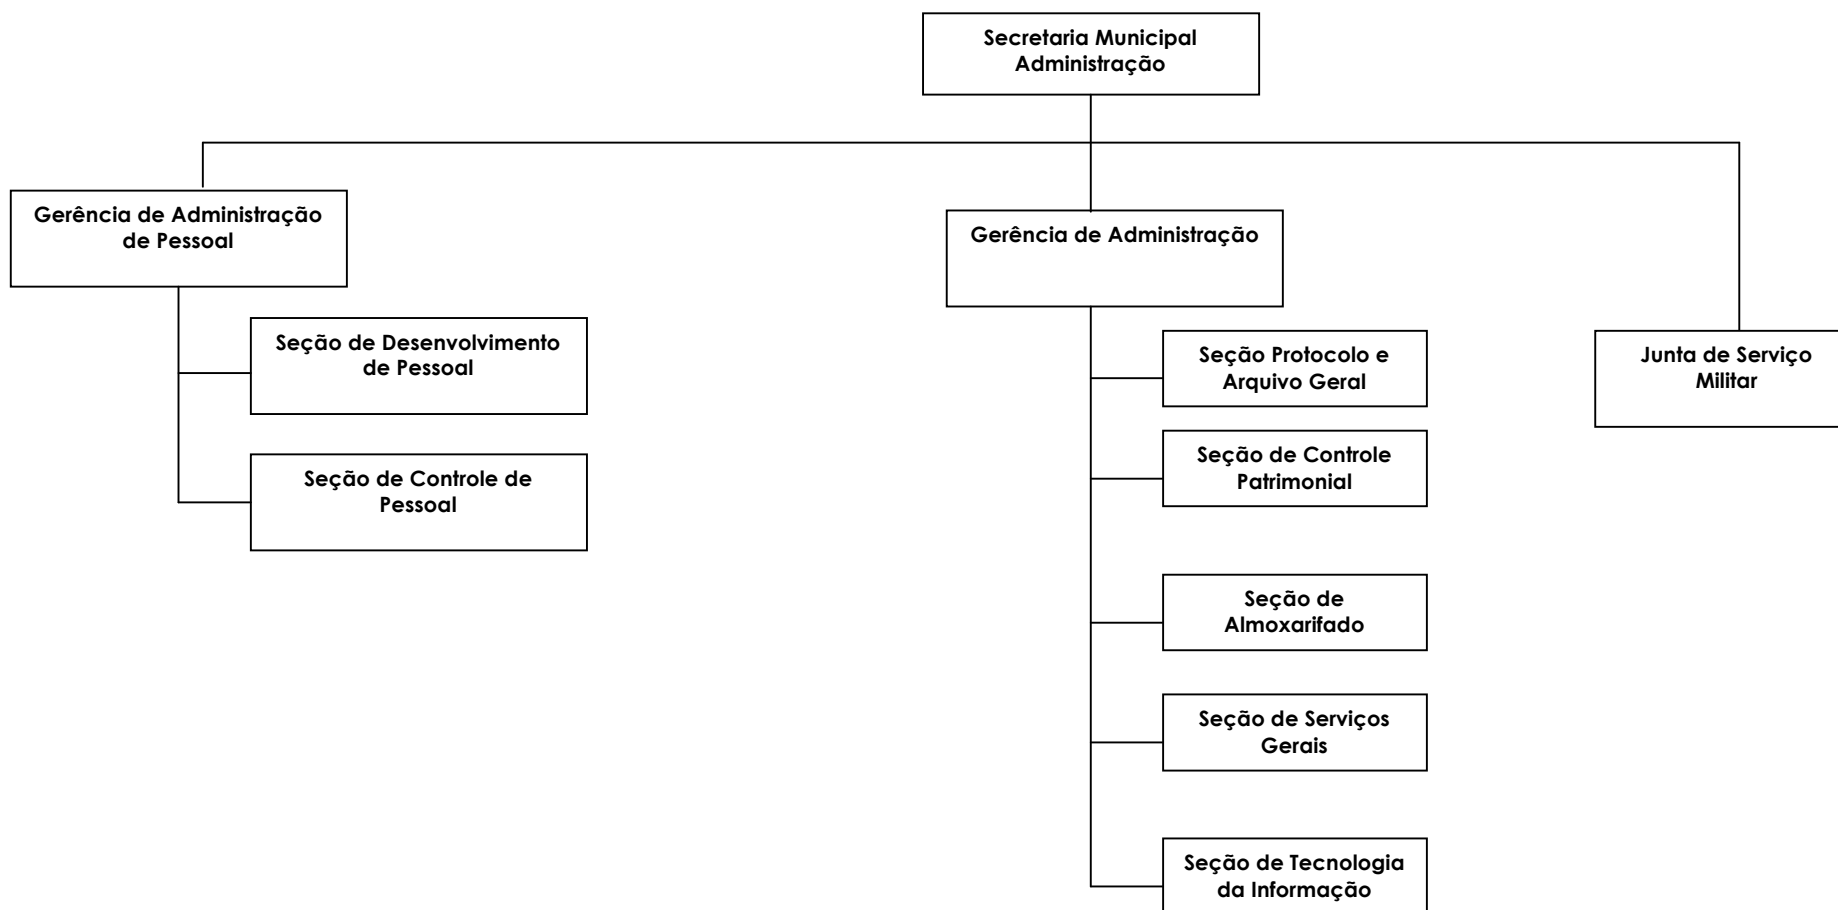 Secretaria Municipal
Administração
Gerência de Administração
de Pessoal
Gerência de Administração
Seção de Desenvolvimento
de Pessoal
Seção de Controle de
Pessoal
Seção Protocolo e
Arquivo Geral
Seção de Controle
Patrimonial
Seção de
Almoxarifado
Seção de Serviços
Gerais
Seção de Tecnologia
da Informação
Junta de Serviço
Militar